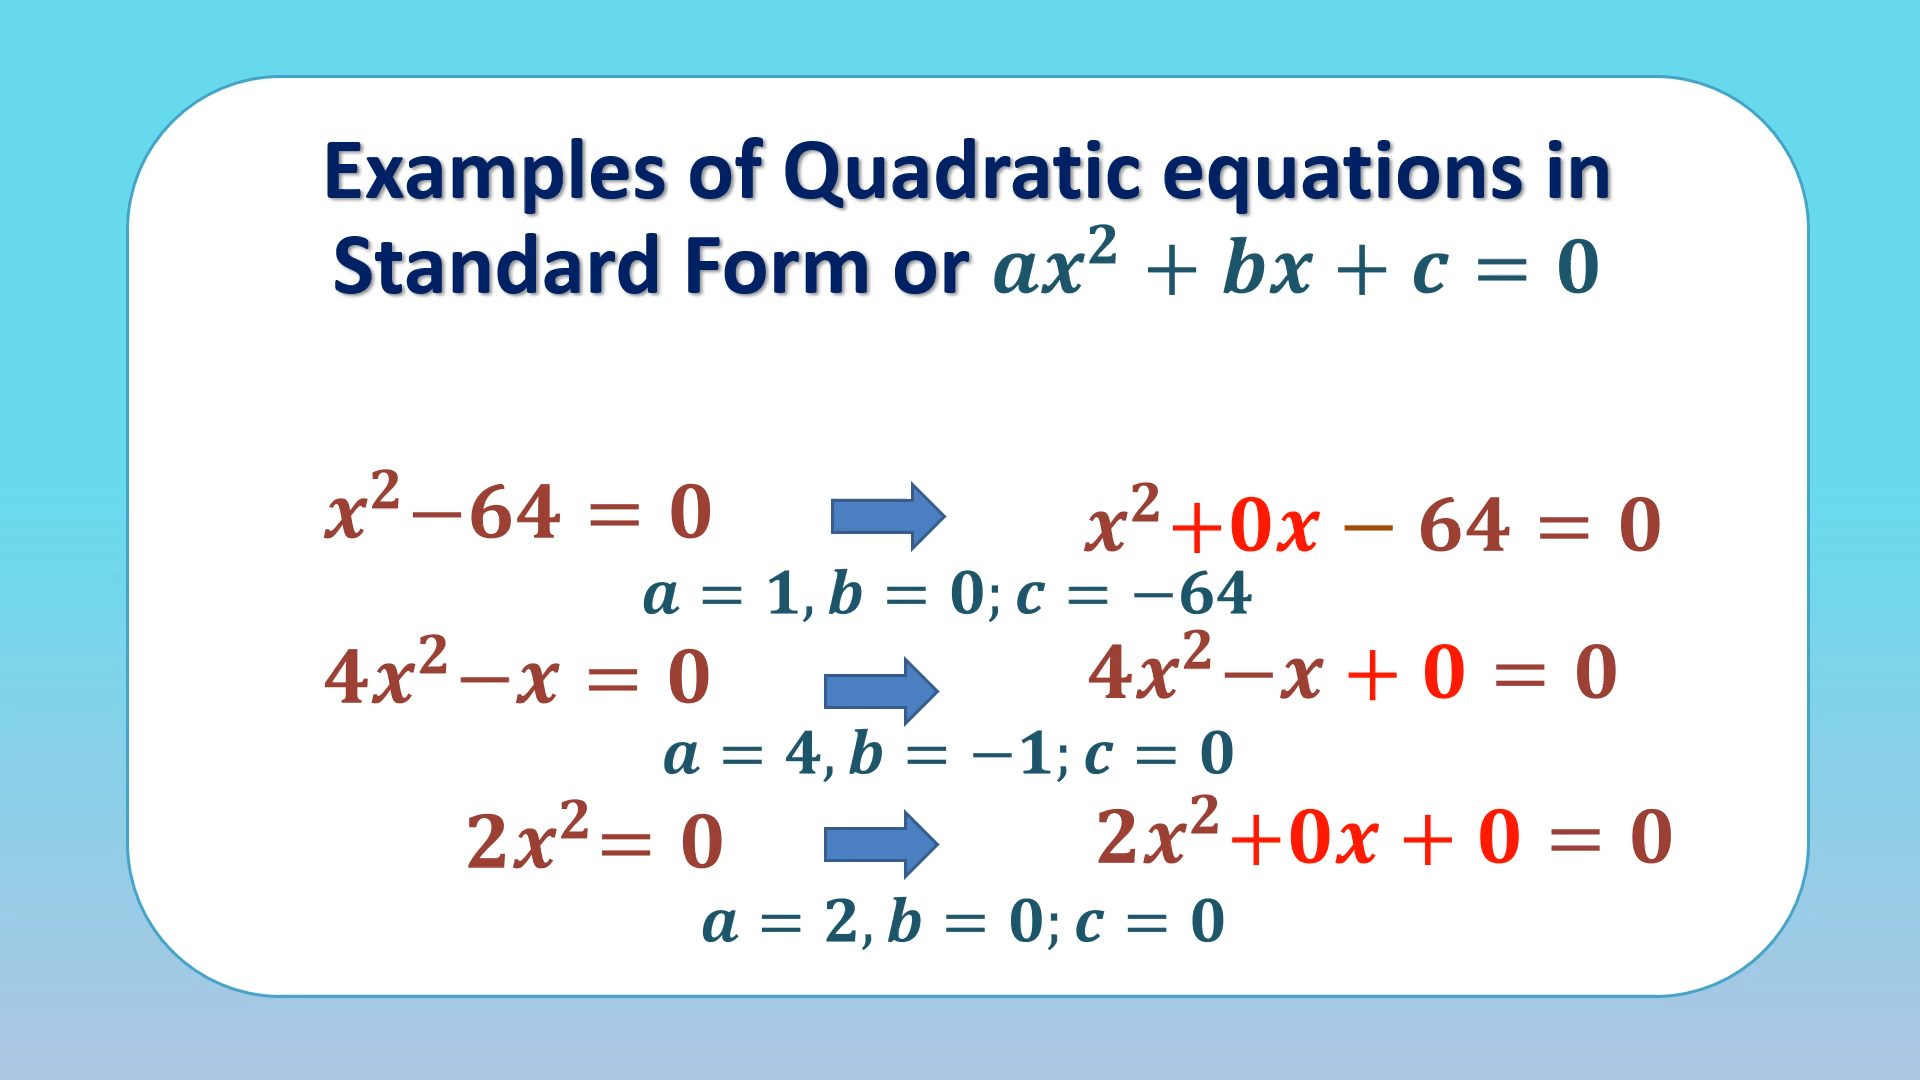 Examples of Quadratic equations in
Standard Form or ax² + bx + c = 0
x²−64 = 0
x²+0x − 64 = 0
a = 1, b = 0; c = −64
4x²−x = 0
4x²−x + 0 = 0
a = 4, b = −1; c = 0
2x²= 0
2x²+0x + 0 = 0
a = 2, b = 0; c = 0